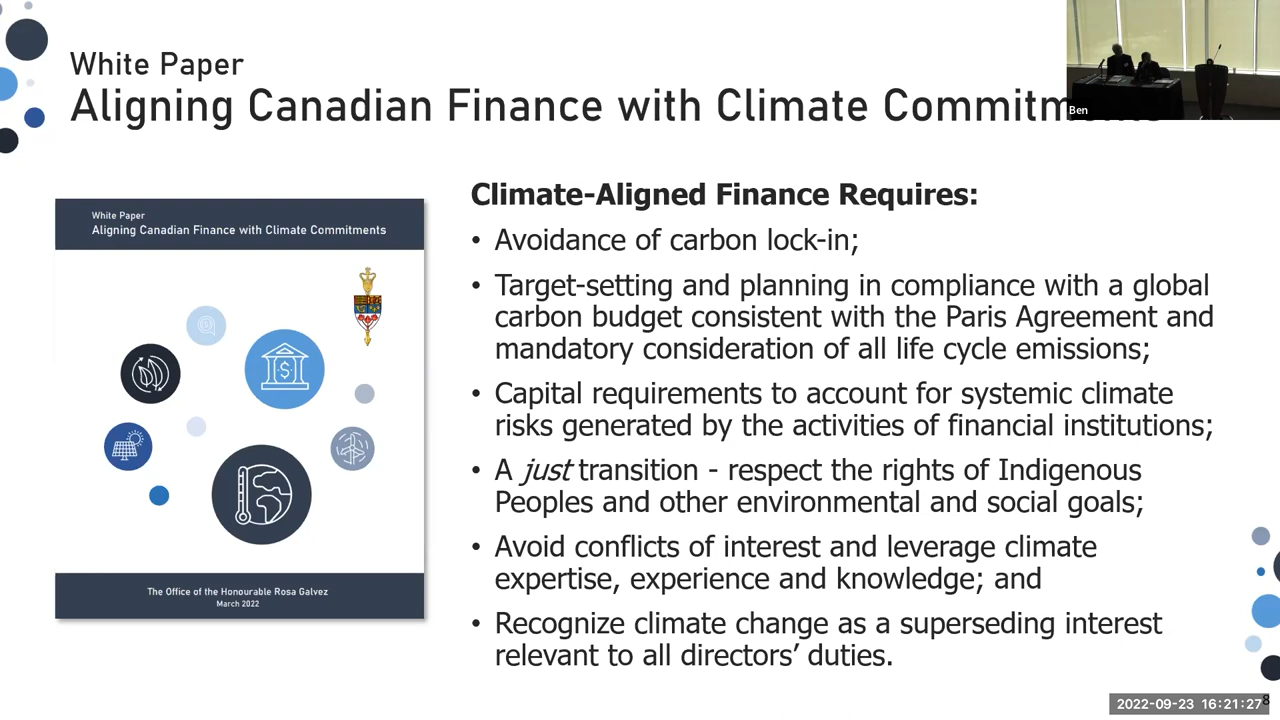 White Paper
Aligning Canadian Finance with Climate Commitm
Ben
White Paper
Aligning Canadian Finance with Climate Commitments
The Office of the Honourable Rosa Galvez
March 2022
Climate-Aligned Finance Requires:
• Avoidance of carbon lock-in;
• Target-setting and planning in compliance with a global
carbon budget consistent with the Paris Agreement and
mandatory consideration of all life cycle emissions;
• Capital requirements to account for systemic climate
risks generated by the activities of financial institutions;
• A just transition - respect the rights of Indigenous
Peoples and other environmental and social goals;
• Avoid conflicts of interest and leverage climate
expertise, experience and knowledge; and
• Recognize climate change as a superseding interest
relevant to all directors’ duties.
2022-09-23 16:21:27
8